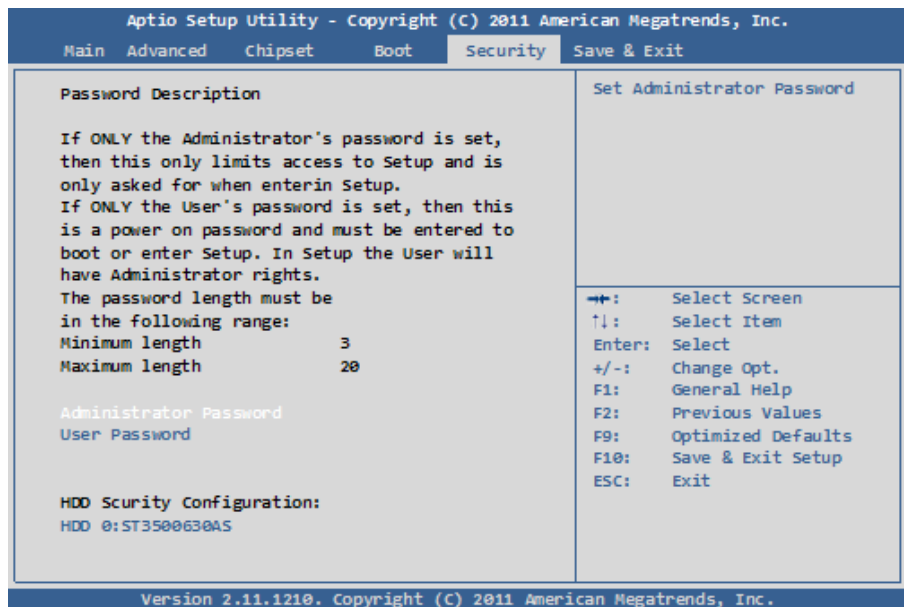 Aptio Setup Utility - Copyright (C) 2011 American Megatrends, Inc.
Main Advanced Chipset Boot Security Save & Exit
Password Description
If ONLY the Administrator's password is set,
then this only limits access to Setup and is
only asked for when enterin Setup.
If ONLY the User's password is set, then this
is a power on password and must be entered to
boot or enter Setup. In Setup the User will
have Administrator rights.
The password length must be
in the following range:
Minimum length 3
Maximum length 20
Administrator Password
User Password
HDD Scurity Configuration:
HDD 0:ST3500630AS
Set Administrator Password
→←: Select Screen
↑↓: Select Item
Enter: Select
+/-: Change Opt.
F1: General Help
F2: Previous Values
F9: Optimized Defaults
F10: Save & Exit Setup
ESC: Exit
Version 2.11.1210. Copyright (C) 2011 American Megatrends, Inc.